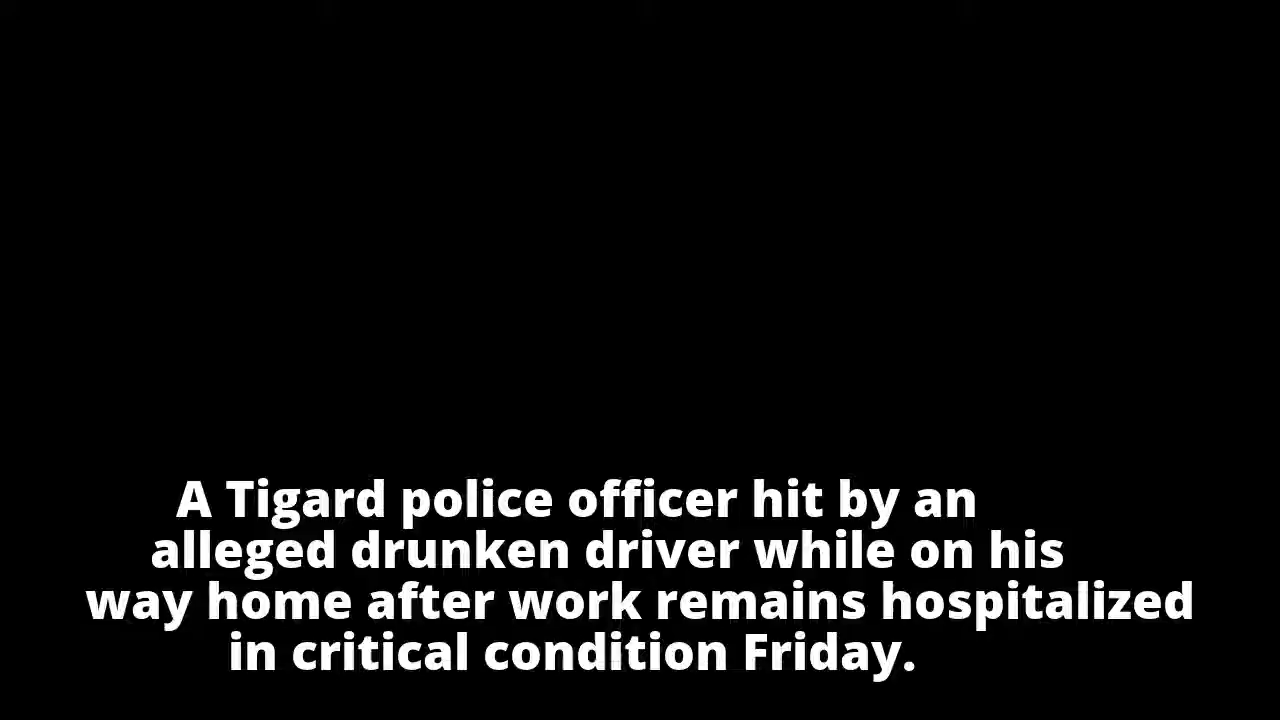 A Tigard police officer hit by an
alleged drunken driver while on his
way home after work remains hospitalized
in critical condition Friday.